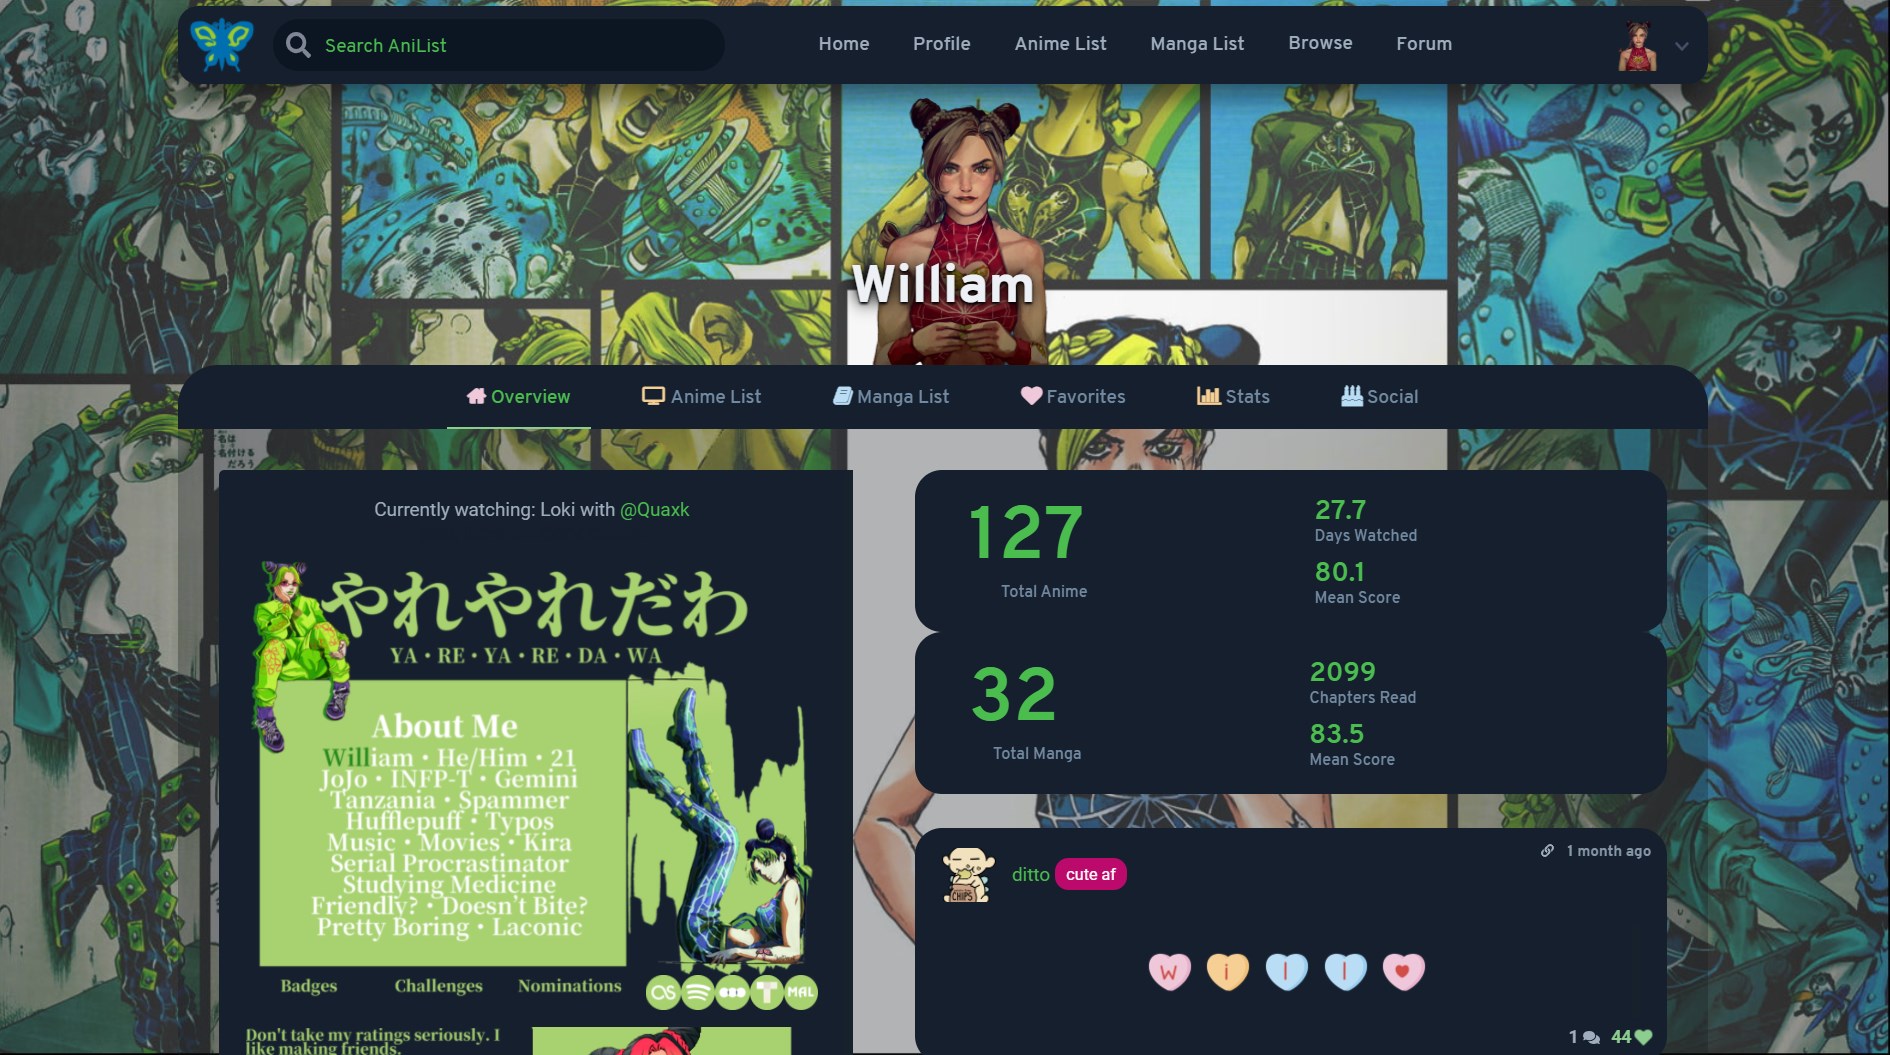 Search AniList
Home Profile Anime List Manga List Browse Forum
William
Overview Anime List Manga List Favorites Stats Social
Currently watching: Loki with @Quaxk
やれやれだわ
YA・RE・YA・RE・DA・WA
About Me
William • He/Him • 21
JoJo • INFP-T • Gemini
Tanzania • Spammer
Hufflepuff • Typos
Music • Movies • Kira
Serial Procrastinator
Studying Medicine
Friendly? • Doesn't Bite?
Pretty Boring • Laconic
Badges Challenges Nominations
MAL
Don't take my ratings seriously. I
like making friends.
127
Total Anime
27.7
Days Watched
80.1
Mean Score
32
Total Manga
2099
Chapters Read
83.5
Mean Score
ditto cute af
1 month ago
CHIPS
W i l l
1 44